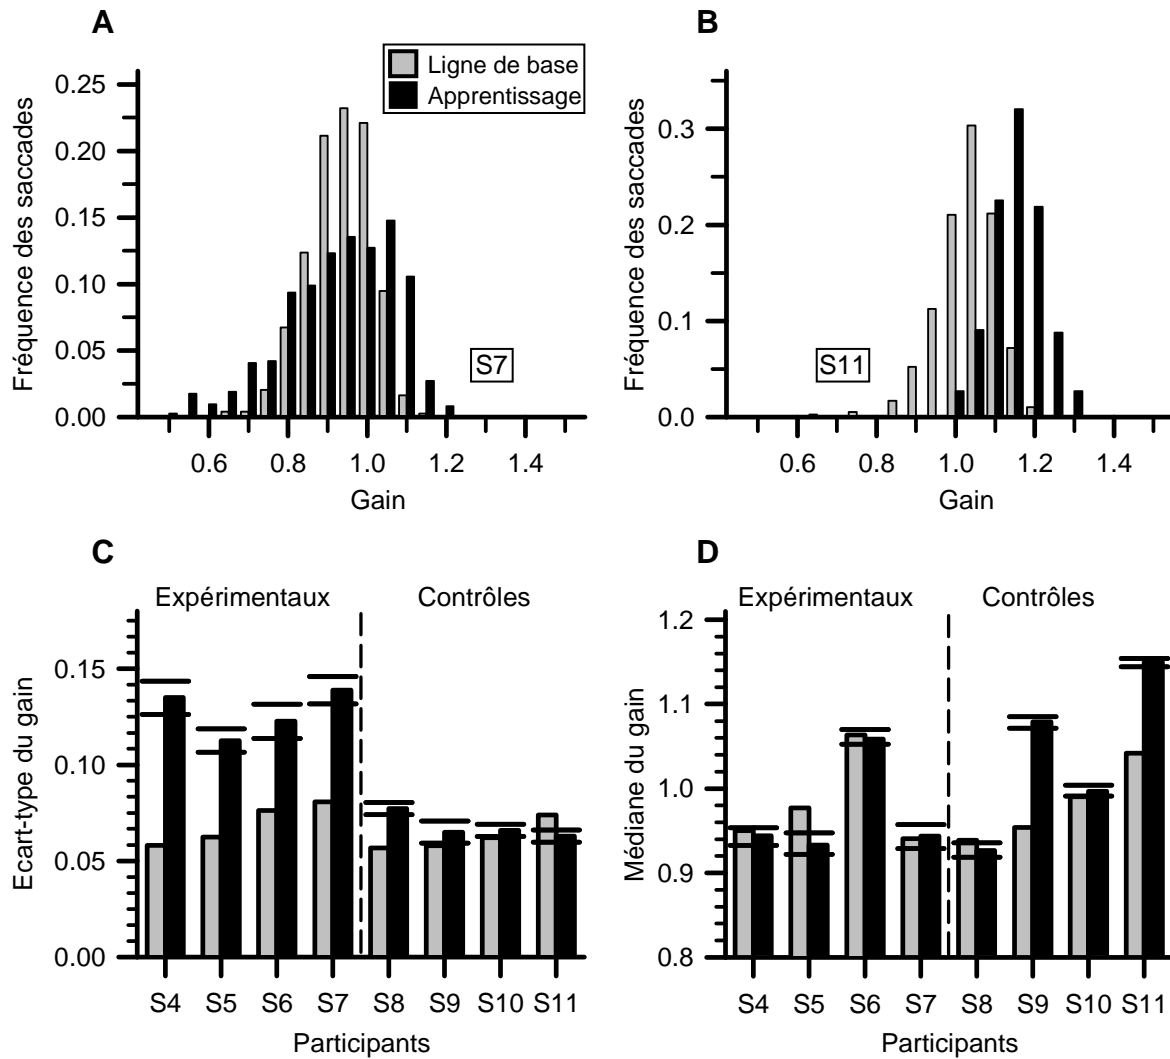 A
Ligne de base
Apprentissage
Fréquence des saccades
0.25
0.20
0.15
0.10
0.05
0.00
S7
0.6 0.8 1.0 1.2 1.4
Gain
B
Fréquence des saccades
0.3
0.2
0.1
0.0
S11
0.6 0.8 1.0 1.2 1.4
Gain
C
Expérimentaux Contrôles
Ecart-type du gain
0.15
0.10
0.05
0.00
S4 S5 S6 S7 S8 S9 S10 S11
Participants
D
Expérimentaux Contrôles
Médiane du gain
1.2
1.1
1.0
0.9
0.8
S4 S5 S6 S7 S8 S9 S10 S11
Participants